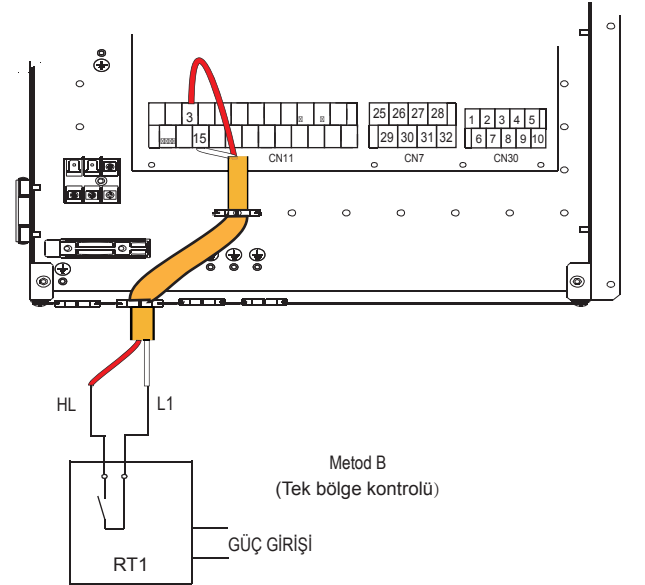 25 26 27 28
1 2 3 4 5
3
15
29 30 31 32
6 7 8 9 10
CN11
CN7
CN30
HL
L1
Metod B
(Tek bölge kontrolü)
GÜÇ GİRİŞİ
RT1